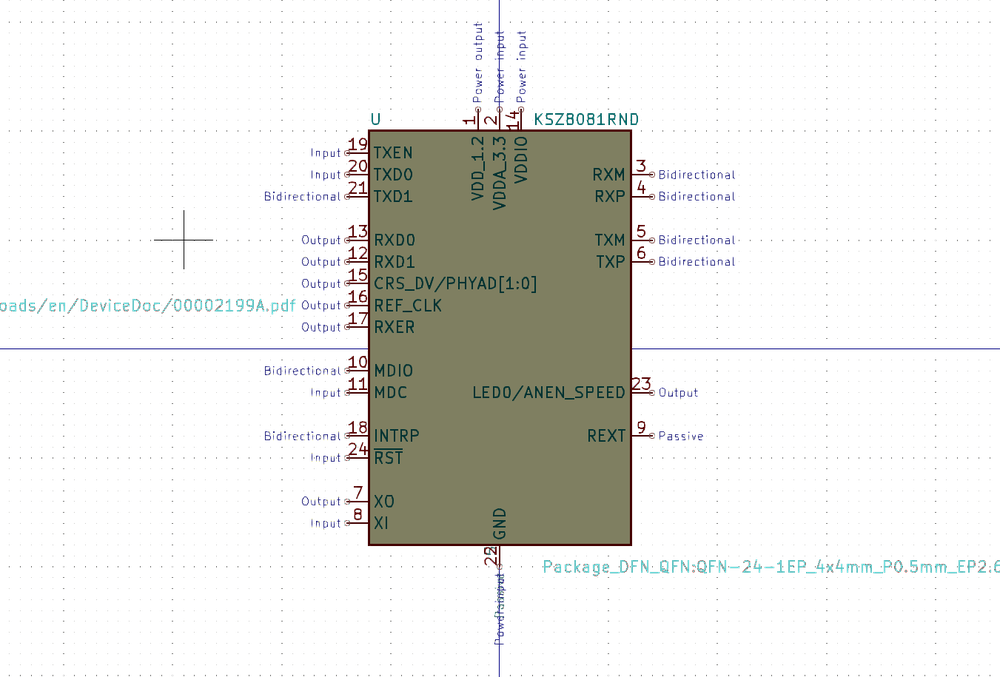 Power output
Power input
Power input
1
2
14
U
KSZ8081RND
VDD_1.2
VDDA_3.3
VDDIO
Input 19 TXEN
Input 20 TXD0
RXM 3 Bidirectional
Bidirectional 21 TXD1
RXP 4 Bidirectional
Output 13 RXD0
TXM 5 Bidirectional
Output 12 RXD1
TXP 6 Bidirectional
Output 15 CRS_DV/PHYAD[1:0]
oads/en/DeviceDoc/00002199A.pdf
Output 16 REF_CLK
Output 17 RXER
Bidirectional 10 MDIO
Input 11 MDC
LED0/ANEN_SPEED 23 Output
Bidirectional 18 INTRP
REXT 9 Passive
Input 24 RST
Output 7 XO
Input 8 XI
GND
Package_DFN_QFN:QFN-24-1EP_4x4mm_P0.5mm_EP2.6